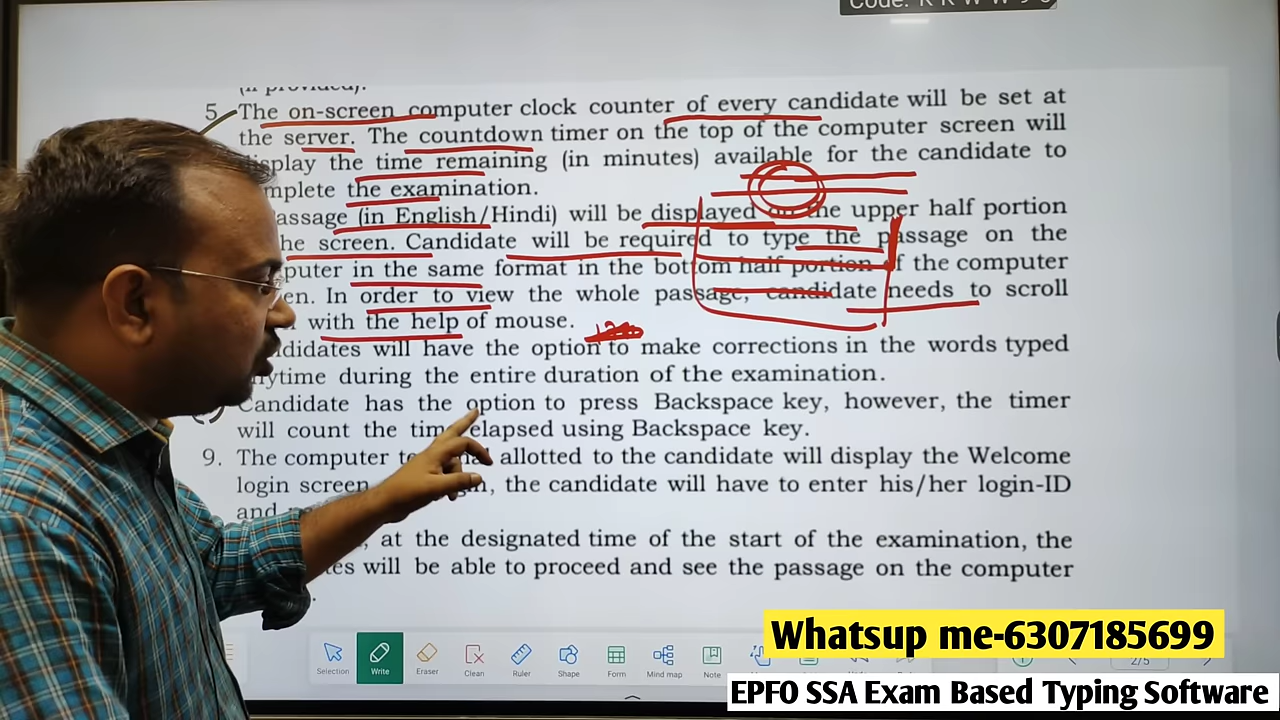 Code:
(if provided).
5. The on-screen computer clock counter of every candidate will be set at
the server. The countdown timer on the top of the computer screen will
display the time remaining (in minutes) available for the candidate to
mplete the examination.
assage (in English/Hindi) will be displayed on the upper half portion
he screen. Candidate will be required to type the passage on the
puter in the same format in the bottom half portion of the computer
en. In order to view the whole passage, candidate needs to scroll
with the help of mouse.
didates will have the option to make corrections in the words typed
nytime during the entire duration of the examination.
Candidate has the option to press Backspace key, however, the timer
will count the time elapsed using Backspace key.
9. The computer allotted to the candidate will display the Welcome
login screen, the candidate will have to enter his/her login-ID
and
, at the designated time of the start of the examination, the
tes will be able to proceed and see the passage on the computer
Selection Write Eraser Clean Ruler Shape Form Mind map Note
2/5
Whatsup me-6307185699
EPFO SSA Exam Based Typing Software